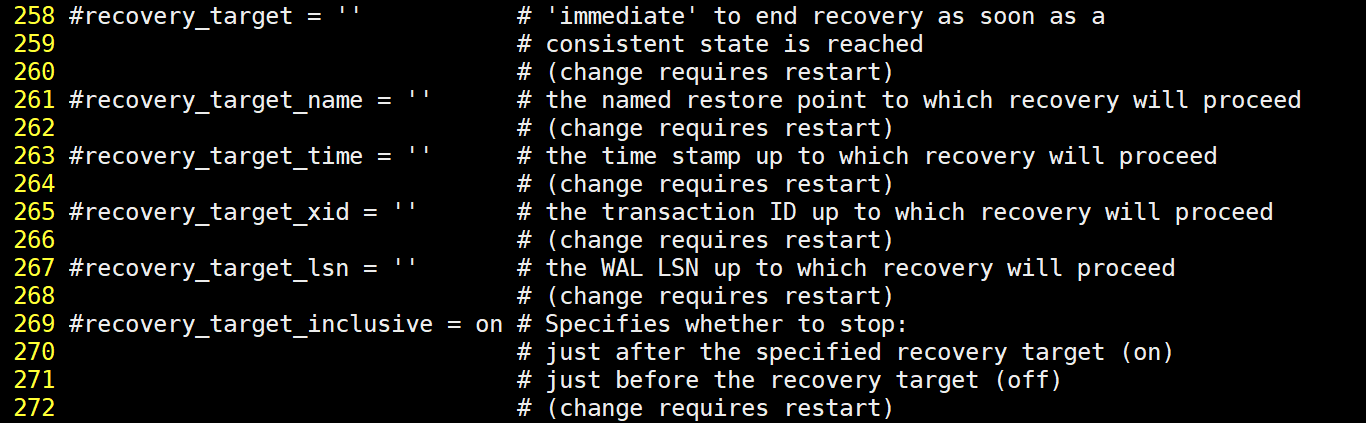 258 #recovery_target = ''           # 'immediate' to end recovery as soon as a
259                                 # consistent state is reached
260                                 # (change requires restart)
261 #recovery_target_name = ''      # the named restore point to which recovery will proceed
262                                 # (change requires restart)
263 #recovery_target_time = ''      # the time stamp up to which recovery will proceed
264                                 # (change requires restart)
265 #recovery_target_xid = ''       # the transaction ID up to which recovery will proceed
266                                 # (change requires restart)
267 #recovery_target_lsn = ''       # the WAL LSN up to which recovery will proceed
268                                 # (change requires restart)
269 #recovery_target_inclusive = on # Specifies whether to stop:
270                                 # just after the specified recovery target (on)
271                                 # just before the recovery target (off)
272                                 # (change requires restart)